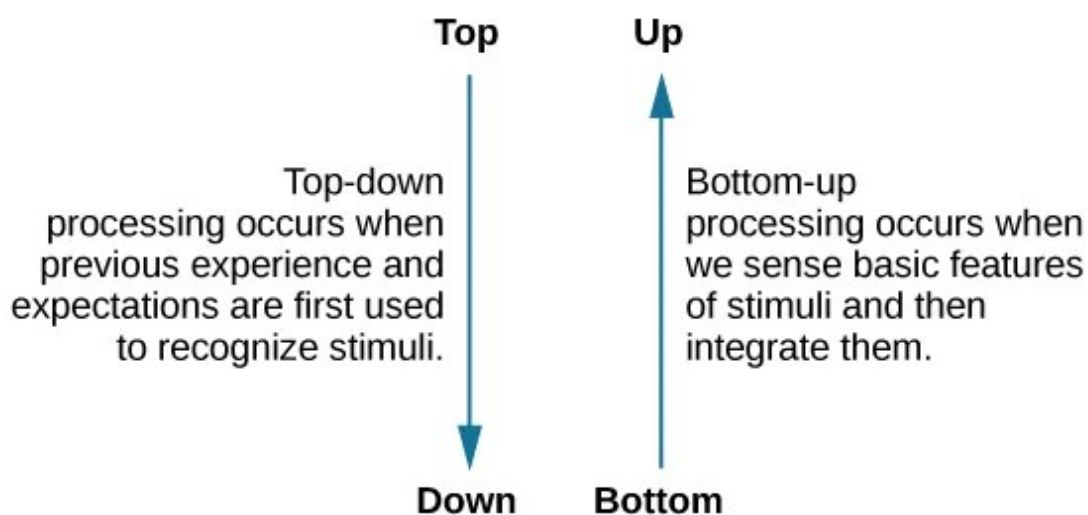 Top
Up
Top-down
processing occurs when
previous experience and
expectations are first used
to recognize stimuli.
Bottom-up
processing occurs when
we sense basic features
of stimuli and then
integrate them.
Down
Bottom